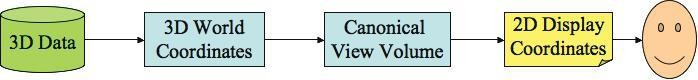 3D Data
3D World
Coordinates
Canonical
View Volume
2D Display
Coordinates